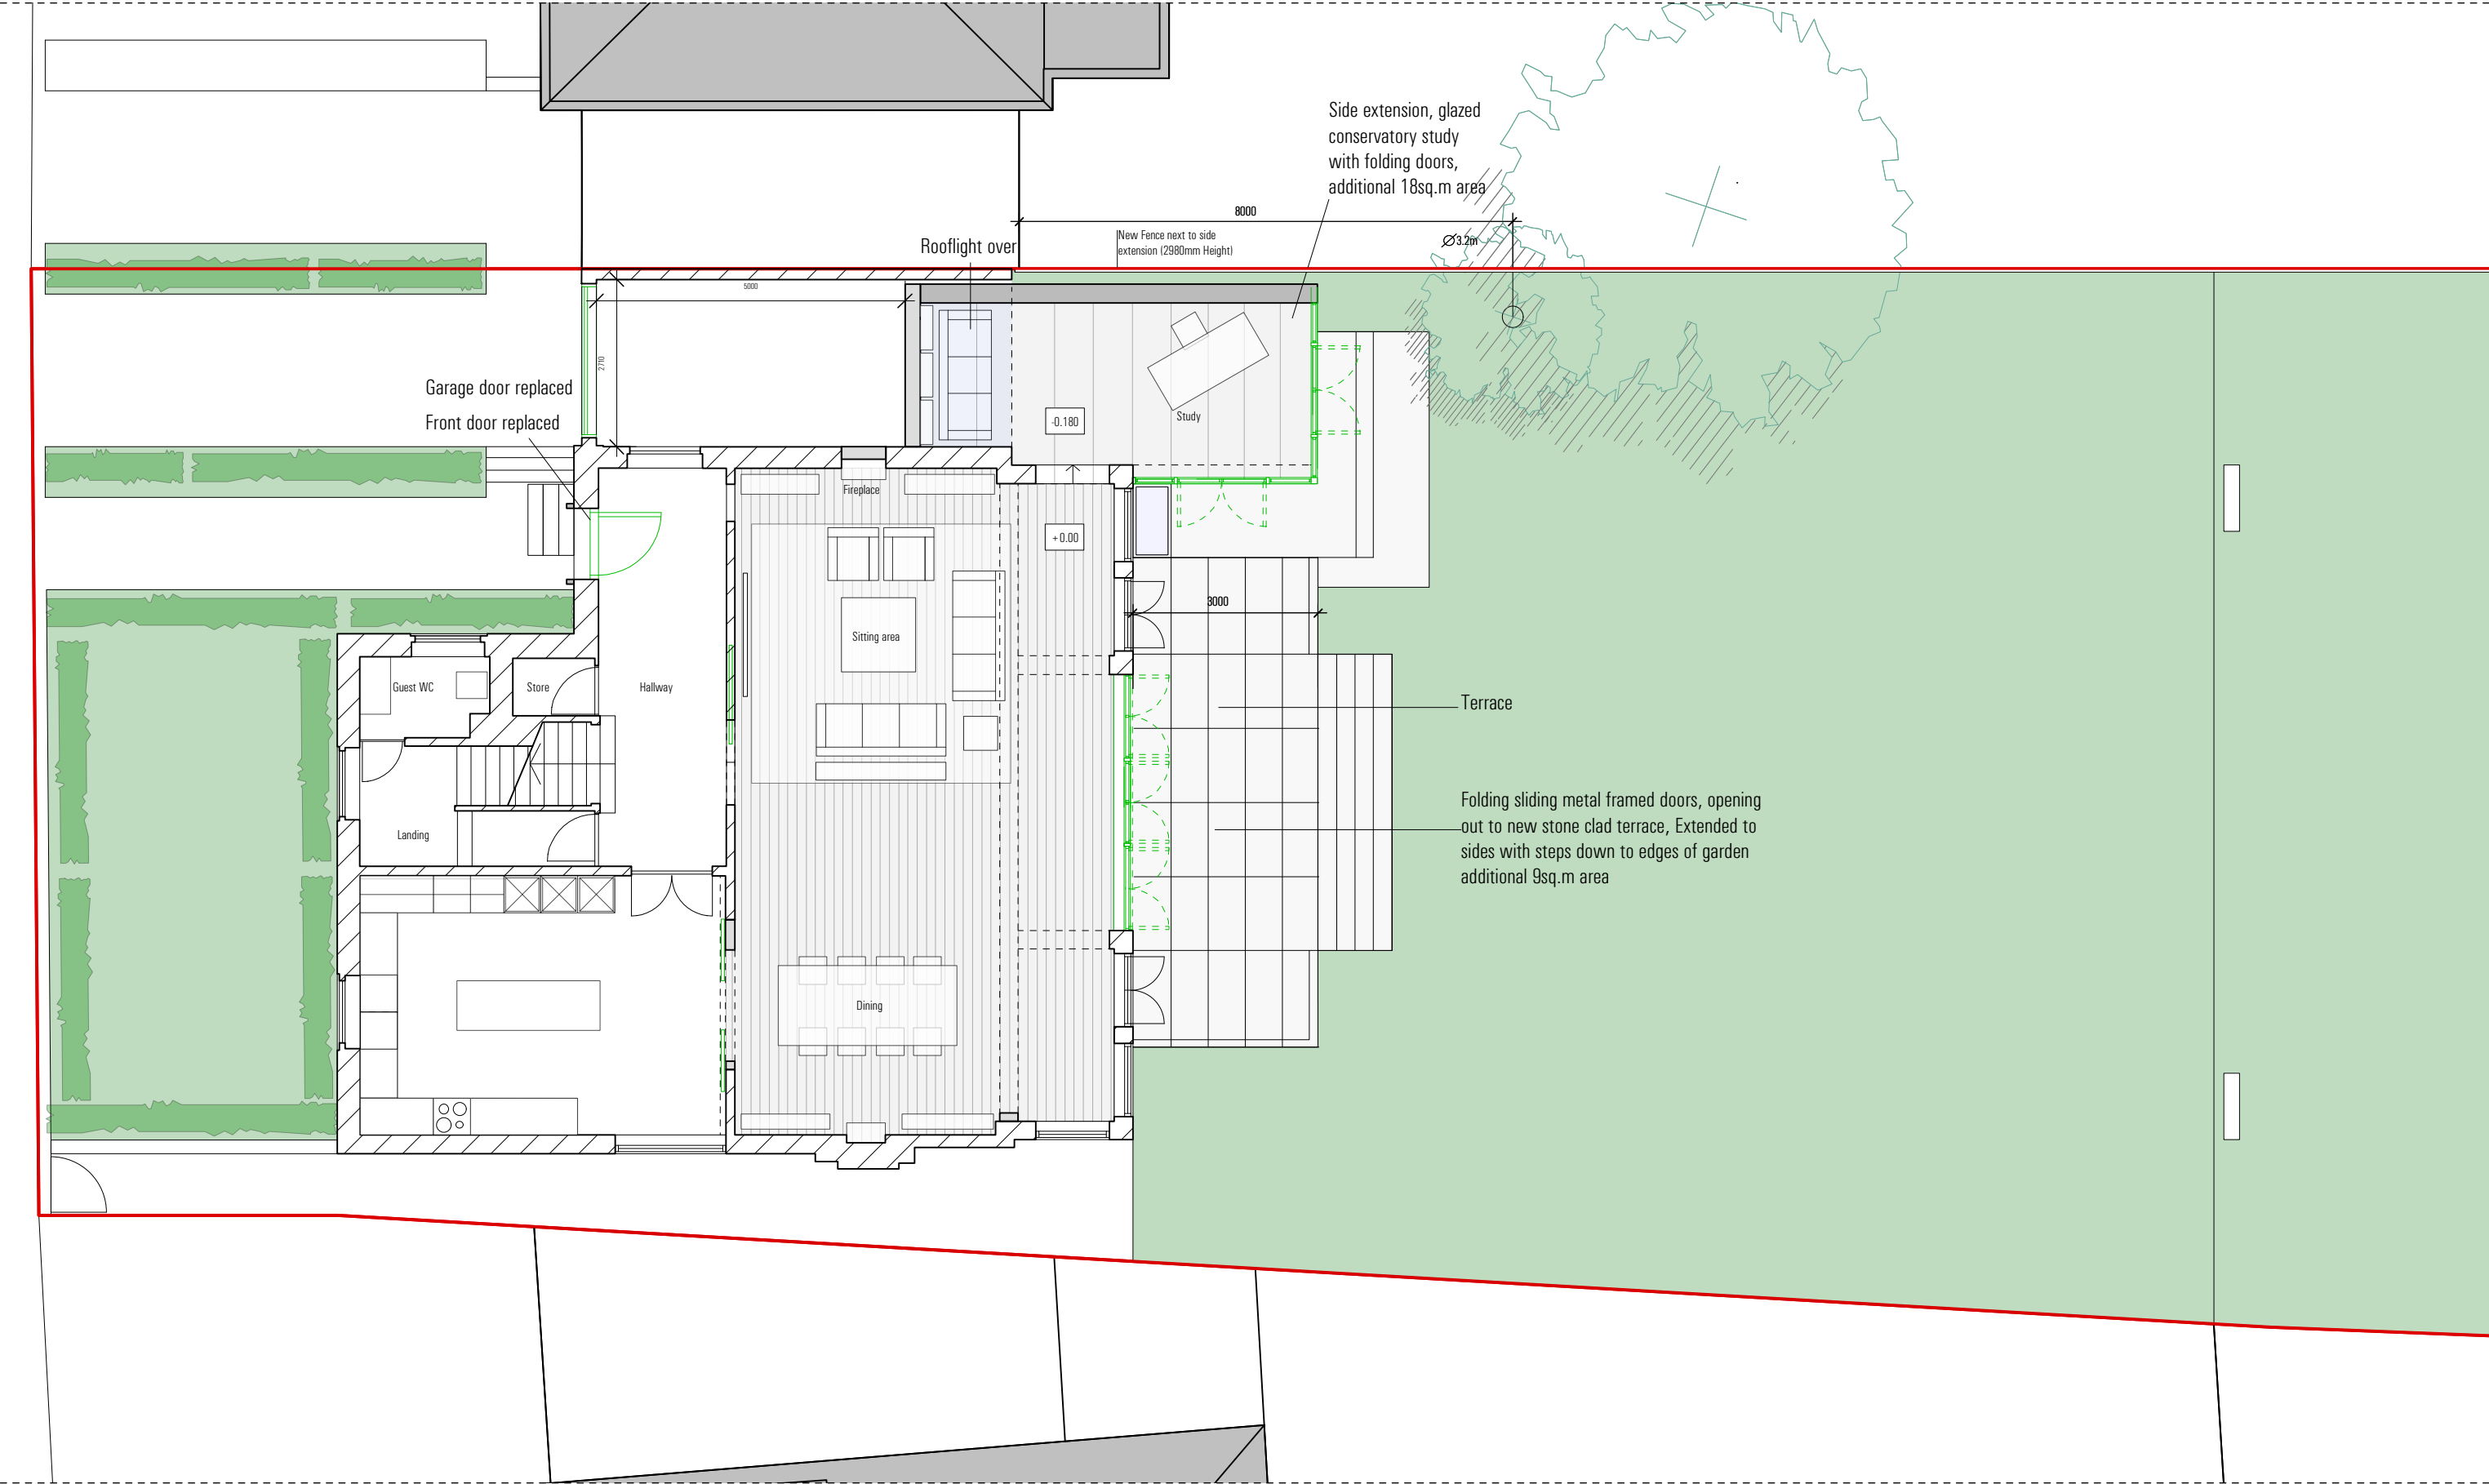 Side extension, glazed
conservatory study
with folding doors,
additional 18sq.m area
8000
New Fence next to side
extension (2980mm Height)
Ø3.2m
Rooflight over
5000
2710
Garage door replaced
Front door replaced
-0.180
Study
Fireplace
+0.00
3000
Sitting area
Guest WC
Store
Hallway
Terrace
Landing
Folding sliding metal framed doors, opening
out to new stone clad terrace, Extended to
sides with steps down to edges of garden
additional 9sq.m area
Dining